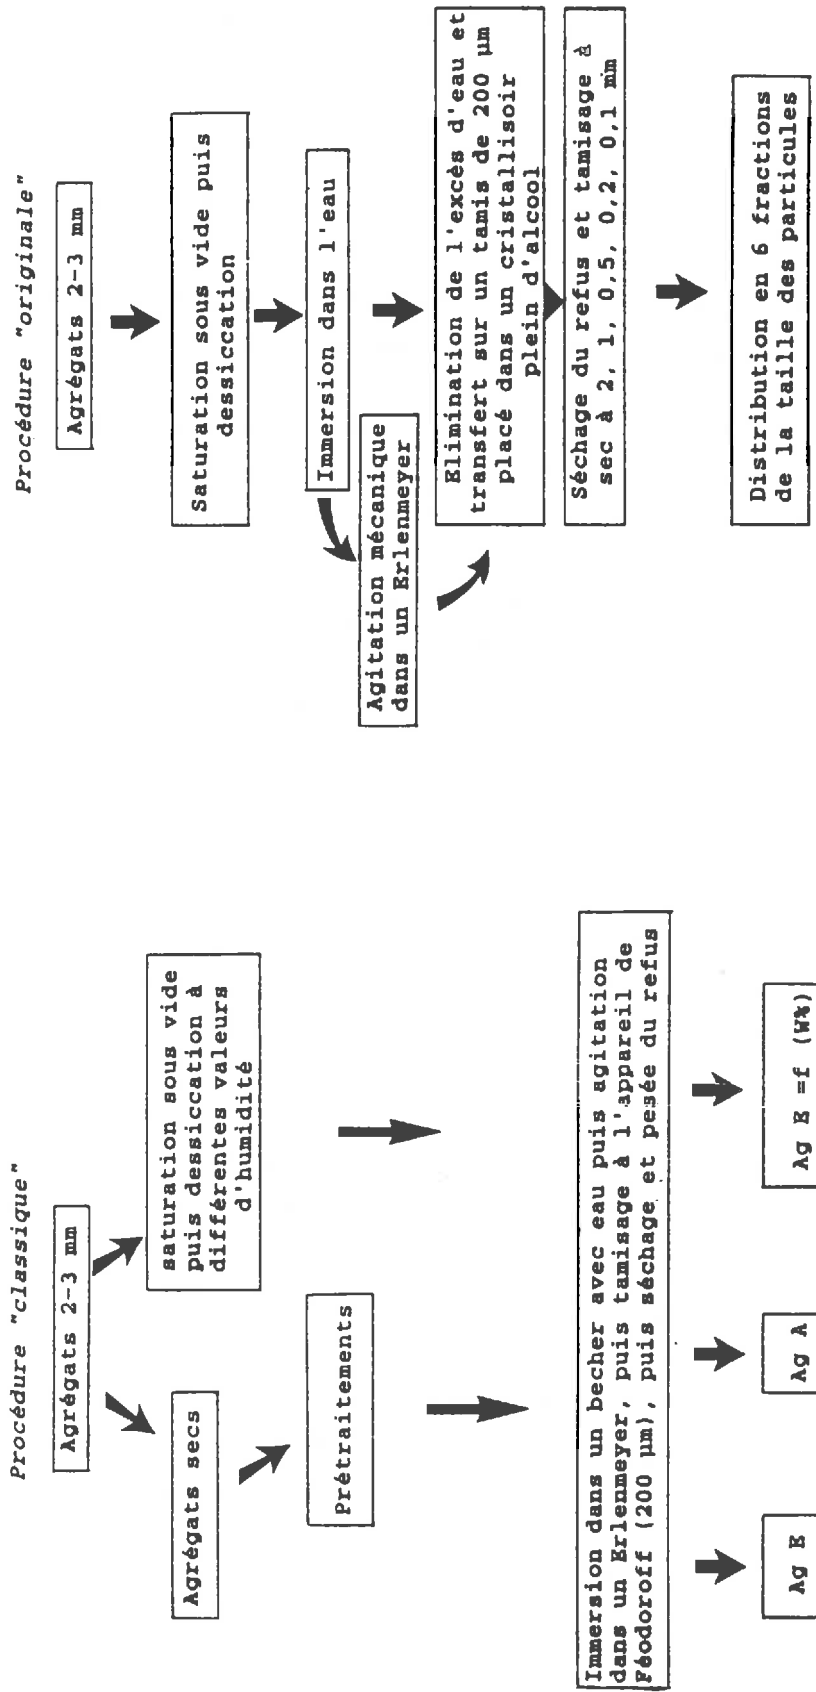 Procédure "classique"
Agrégats 2-3 mm
Agrégats secs
saturation sous vide
puis dessiccation à
différentes valeurs
d'humidité
Prétraitements
Immersion dans un becher avec eau puis agitation
dans un Erlenmeyer, puis tamisage à l'appareil de
Féodoroff (200 µm), puis séchage et pesée du refus
Ag E
Ag A
Ag E =f (W%)
Procédure "originale"
Agrégats 2-3 mm
Saturation sous vide puis
dessiccation
Immersion dans l'eau
Agitation mécanique
dans un Erlenmeyer
Elimination de l'excès d'eau et
transfert sur un tamis de 200 µm
placé dans un cristallisoir
plein d'alcool
Séchage du refus et tamisage à
sec à 2, 1, 0,5, 0,2, 0,1 mm
Distribution en 6 fractions
de la taille des particules